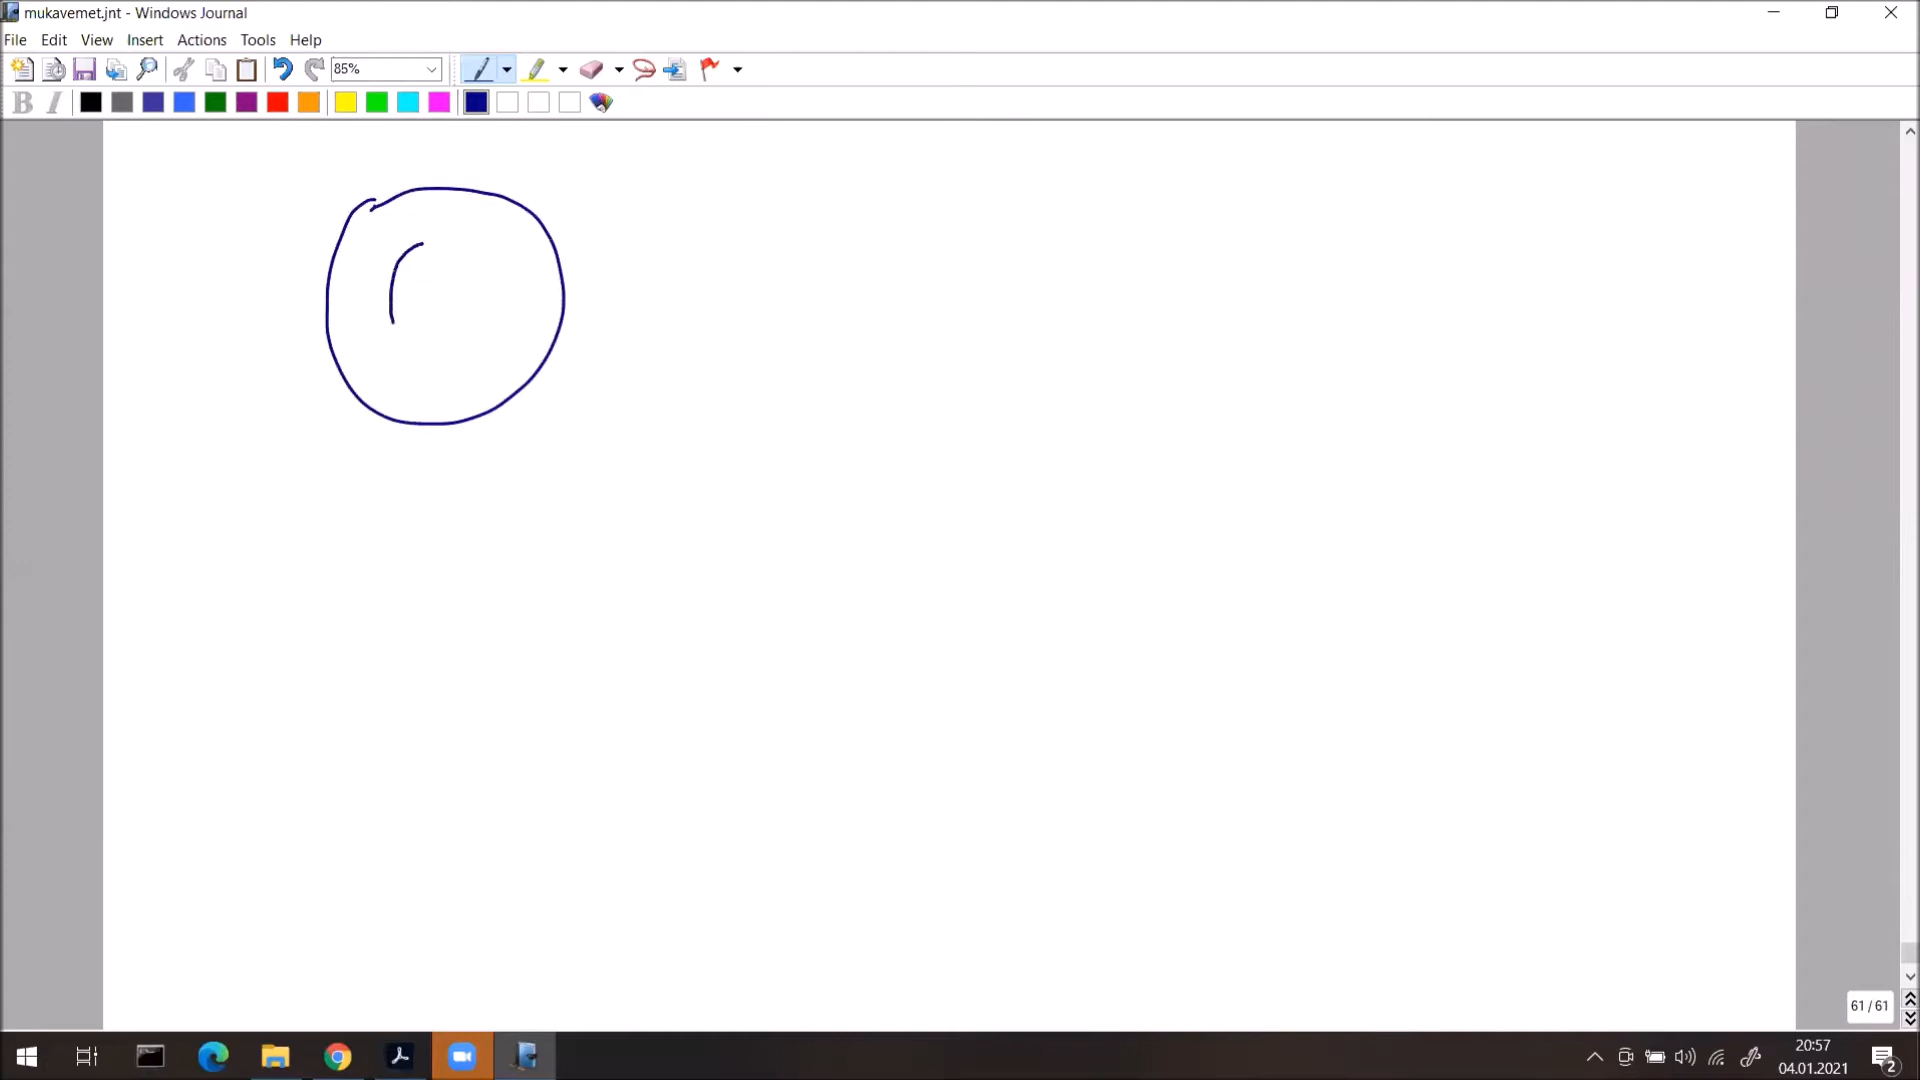 mukavemet.jnt - Windows Journal
File Edit View Insert Actions Tools Help
85%
B I
61 / 61
20:57
04.01.2021
2